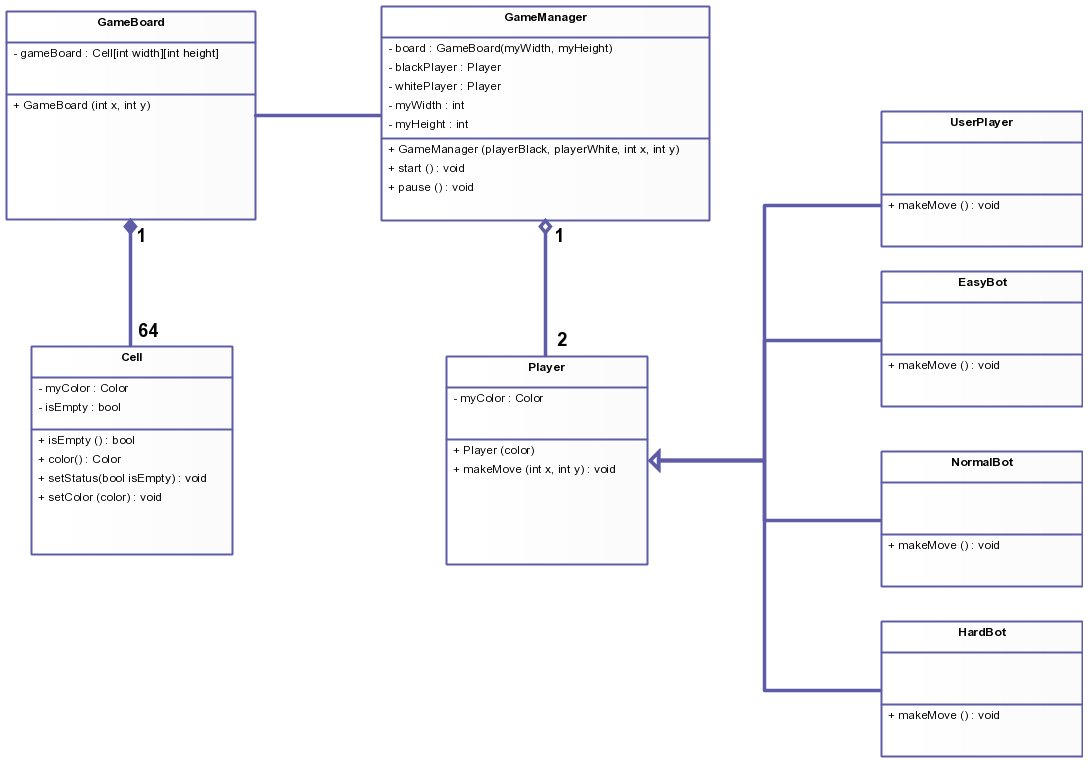 GameBoard
- gameBoard : Cell[int width][int height]
+ GameBoard (int x, int y)
GameManager
- board : GameBoard(myWidth, myHeight)
- blackPlayer : Player
- whitePlayer : Player
- myWidth : int
- myHeight : int
+ GameManager (playerBlack, playerWhite, int x, int y)
+ start () : void
+ pause () : void
1
64
Cell
- myColor : Color
- isEmpty : bool
+ isEmpty () : bool
+ color() : Color
+ setStatus(bool isEmpty) : void
+ setColor (color) : void
1
2
Player
- myColor : Color
+ Player (color)
+ makeMove (int x, int y) : void
UserPlayer
+ makeMove () : void
EasyBot
+ makeMove () : void
NormalBot
+ makeMove () : void
HardBot
+ makeMove () : void